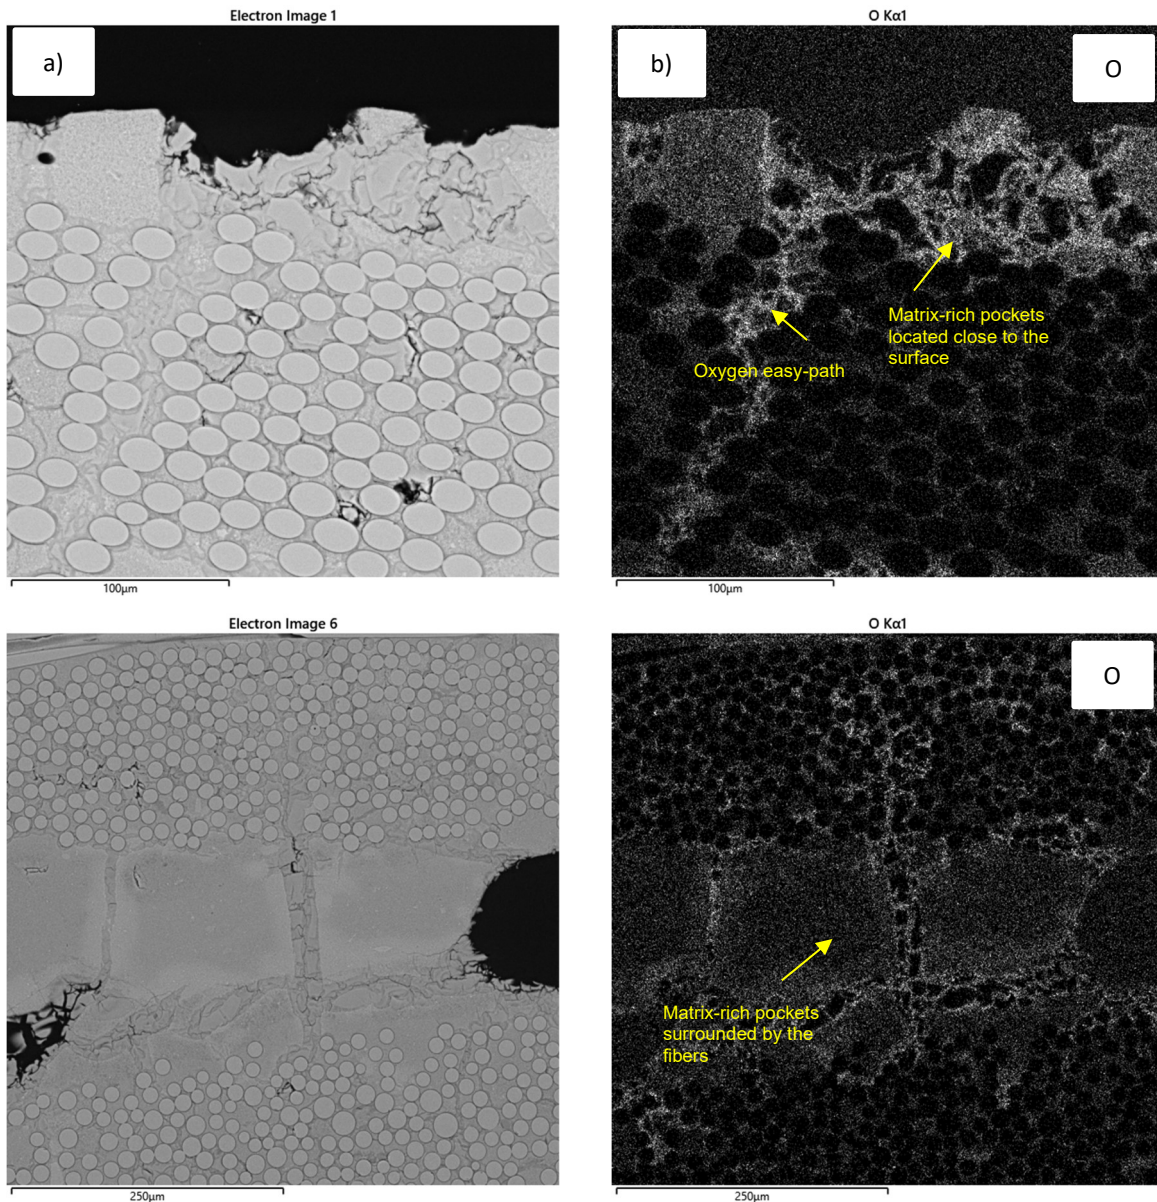 Electron Image 1
O Kα1
a)
b)
O
Matrix-rich pockets
located close to the
surface
Oxygen easy-path
100μm
100μm
Electron Image 6
O Kα1
O
Matrix-rich pockets
surrounded by the
fibers
250μm
250μm